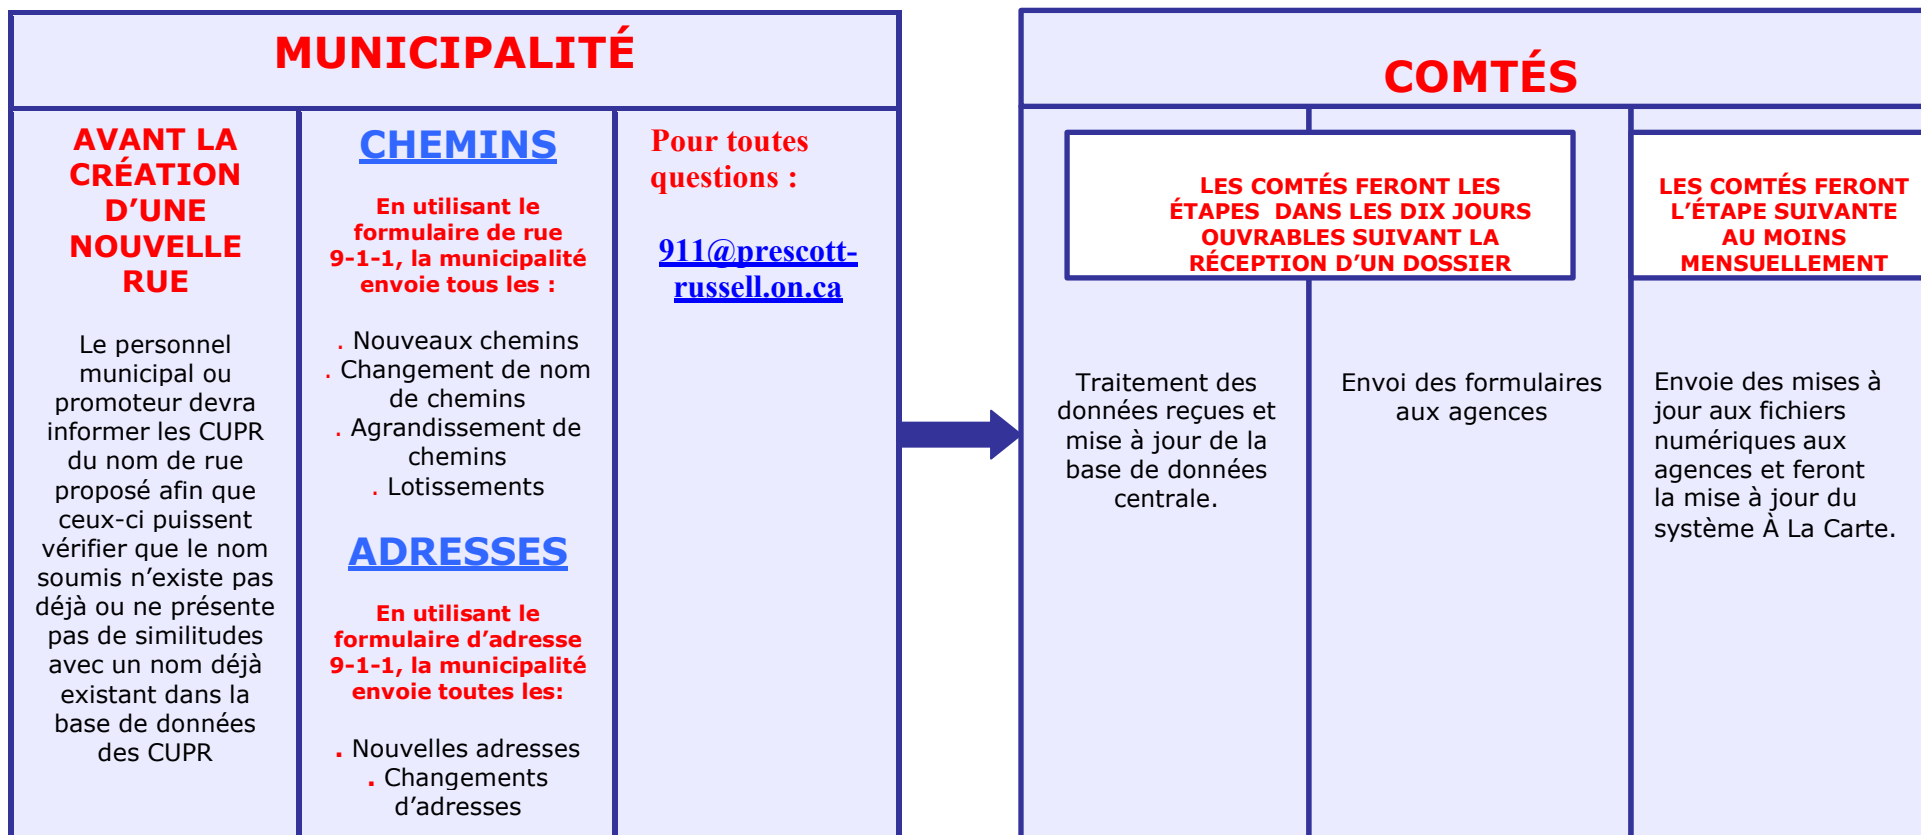 MUNICIPALITÉ
AVANT LA
CRÉATION
D’UNE
NOUVELLE
RUE
Le personnel
municipal ou
promoteur devra
informer les CUPR
du nom de rue
proposé afin que
ceux-ci puissent
vérifier que le nom
soumis n’existe pas
déjà ou ne présente
pas de similitudes
avec un nom déjà
existant dans la
base de données
des CUPR
CHEMINS
En utilisant le
formulaire de rue
9-1-1, la municipalité
envoie tous les :
. Nouveaux chemins
. Changement de nom
de chemins
. Agrandissement de
chemins
. Lotissements
ADRESSES
En utilisant le
formulaire d’adresse
9-1-1, la municipalité
envoie toutes les:
. Nouvelles adresses
. Changements
d’adresses
Pour toutes
questions :
911@prescott-
russell.on.ca
COMTÉS
LES COMTÉS FERONT LES
ÉTAPES  DANS LES DIX JOURS
OUVRABLES SUIVANT LA
RÉCEPTION D’UN DOSSIER
Traitement des
données reçues et
mise à jour de la
base de données
centrale.
Envoi des formulaires
aux agences
LES COMTÉS FERONT
L’ÉTAPE SUIVANTE
AU MOINS
MENSUELLEMENT
Envoie des mises à
jour aux fichiers
numériques aux
agences et feront
la mise à jour du
système À La Carte.